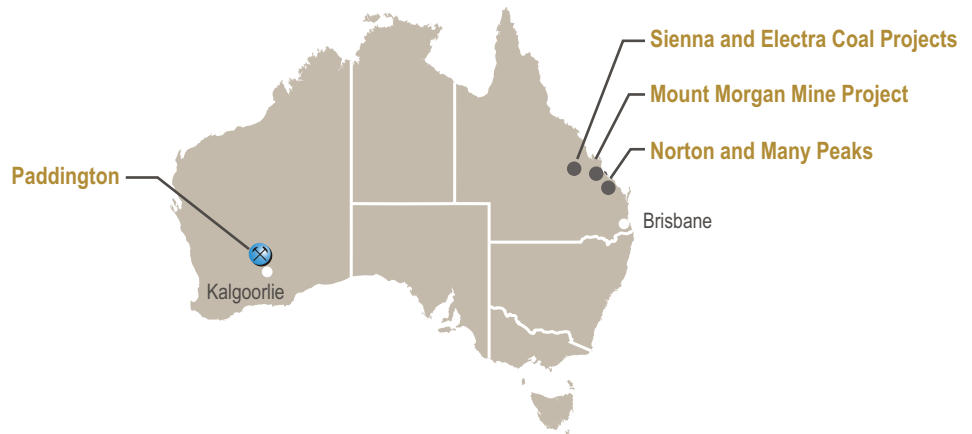 Sienna and Electra Coal Projects
Mount Morgan Mine Project
Norton and Many Peaks
Paddington
Brisbane
Kalgoorlie